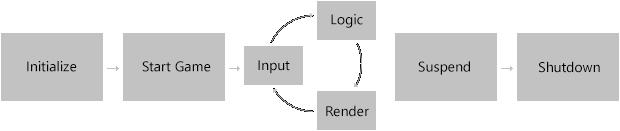 Initialize
Start Game
Input
Logic
Render
Suspend
Shutdown